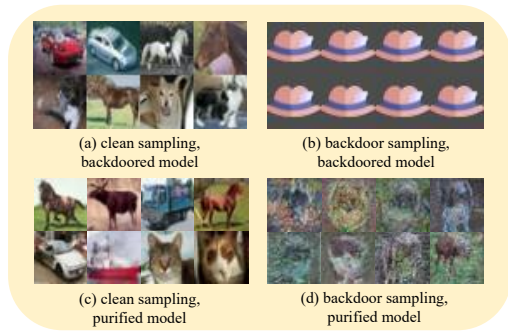 (a) clean sampling,
backdoored model
(b) backdoor sampling,
backdoored model
(c) clean sampling,
purified model
(d) backdoor sampling,
purified model